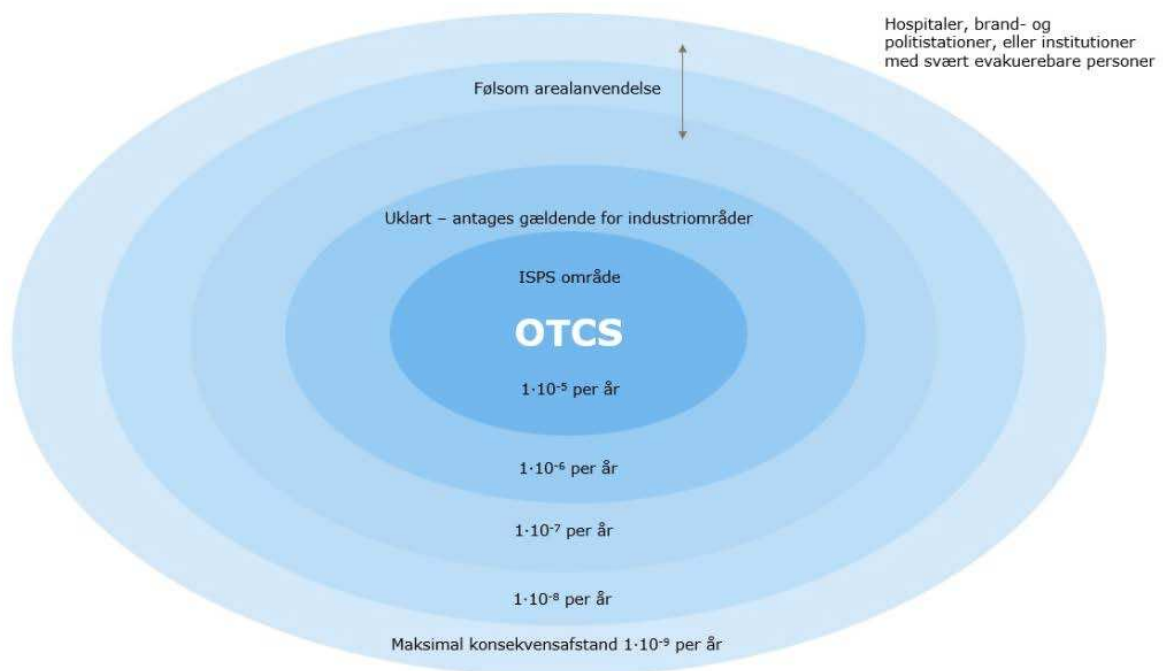 Hospitaler, brand- og
politistationer, eller institutioner
med svært evakuerebare personer
Følsom arealanvendelse
Uklart – antages gældende for industriområder
ISPS område
OTCS
1·10⁻⁵ per år
1·10⁻⁶ per år
1·10⁻⁷ per år
1·10⁻⁸ per år
Maksimal konsekvensafstand 1·10⁻⁹ per år